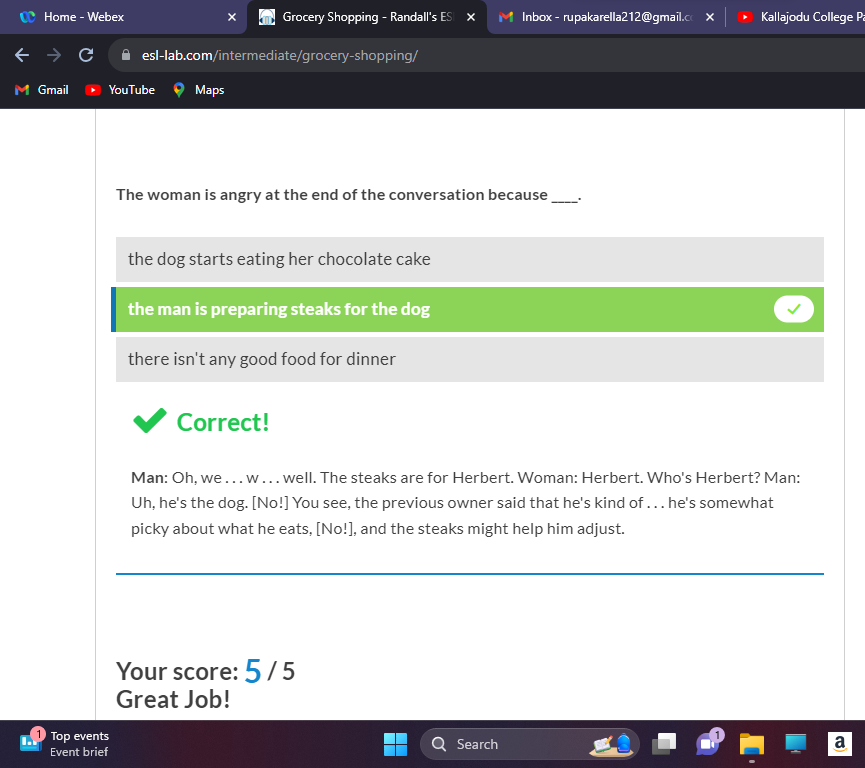 Home - Webex
Grocery Shopping - Randall's ES
Inbox - rupakarella212@gmail.c
Kallajodu College Pa
esl-lab.com/intermediate/grocery-shopping/
Gmail
YouTube
Maps
The woman is angry at the end of the conversation because ____.
the dog starts eating her chocolate cake
the man is preparing steaks for the dog
there isn't any good food for dinner
Correct!
Man: Oh, we . . . w . . . well. The steaks are for Herbert. Woman: Herbert. Who's Herbert? Man:
Uh, he's the dog. [No!] You see, the previous owner said that he's kind of . . . he's somewhat
picky about what he eats, [No!], and the steaks might help him adjust.
Your score: 5 / 5
Great Job!
1
Top events
Event brief
Search
1
a